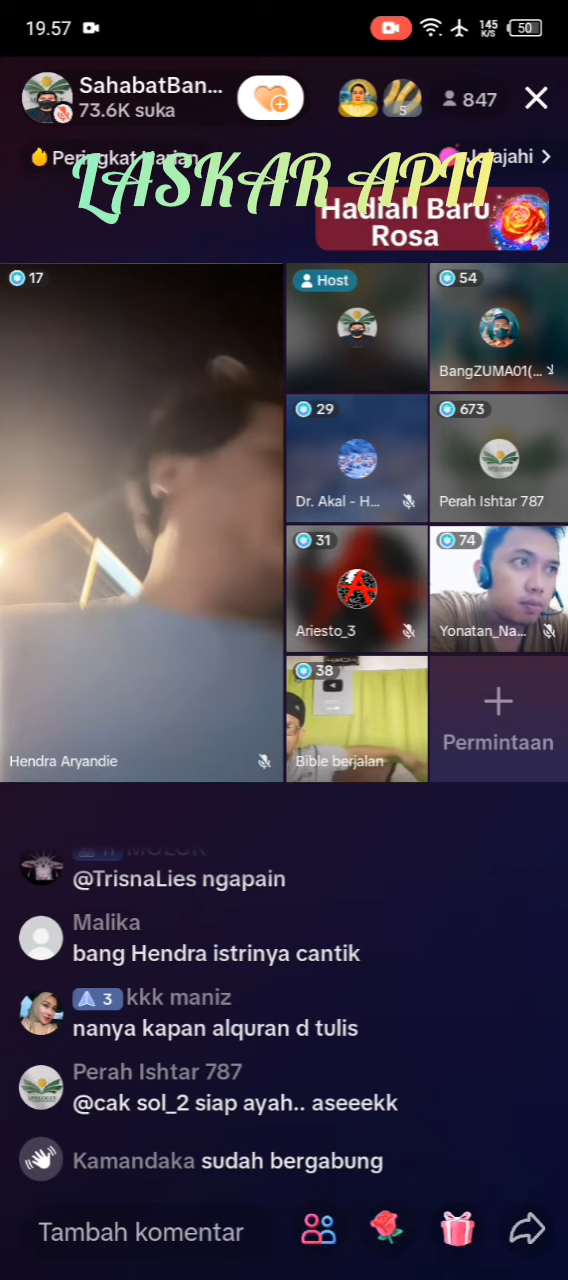 19.57
145
K/S
50
SahabatBan...
73.6K suka
5
847
Peringkat Harian
Jelajahi
LASKAR APII
Hadiah Baru
Rosa
17
Hendra Aryandie
Host
54
BangZUMA01(...
29
Dr. Akal - H...
673
Perah Ishtar 787
31
Ariesto_3
74
Yonatan_Na...
38
Bible berjalan
Permintaan
@TrisnaLies ngapain
Malika
bang Hendra istrinya cantik
3 kkk maniz
nanya kapan alquran d tulis
Perah Ishtar 787
@cak sol_2 siap ayah.. aseeekk
Kamandaka sudah bergabung
Tambah komentar